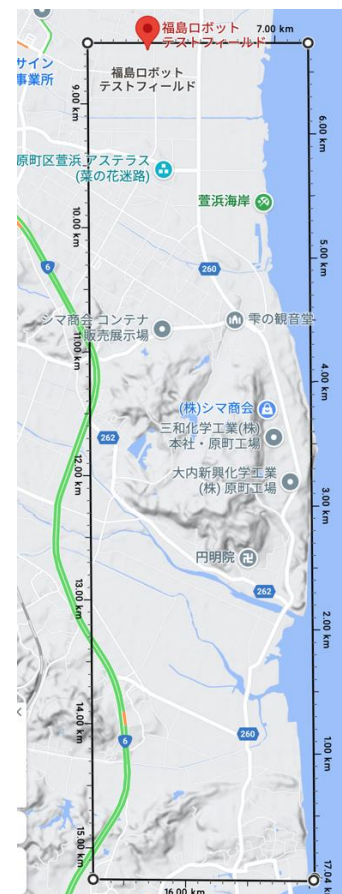 福島ロボット
テストフィールド
7.00 km
サイン
事業所
福島ロボット
テストフィールド
9.00 km
6.00 km
原町区萱浜 アステラス
(菜の花迷路)
萱浜海岸
10.00 km
5.00 km
6
260
シマ商会 コンテナ
販売展示場
雫の観音堂
11.00 km
4.00 km
(株)シマ商会
三和化学工業(株)
本社・原町工場
262
大内新興化学工業
(株) 原町工場
12.00 km
3.00 km
円明院
262
13.00 km
2.00 km
14.00 km
6
260
1.00 km
15.00 km
17.04 km
16.00 km